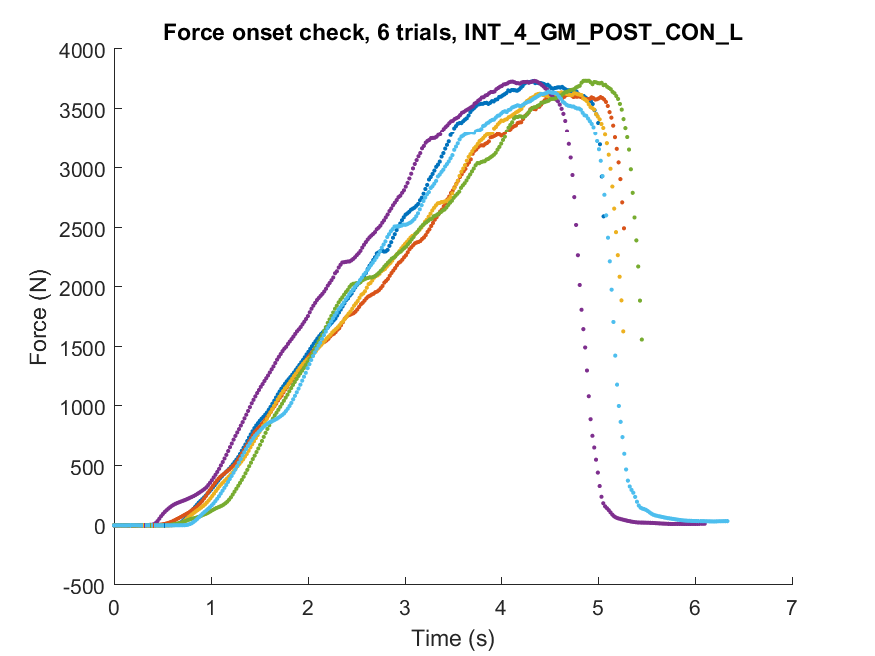 Force onset check, 6 trials, INT_4_GM_POST_CON_L
4000
3500
3000
2500
2000
1500
1000
500
0
-500
Force (N)
0 1 2 3 4 5 6 7
Time (s)